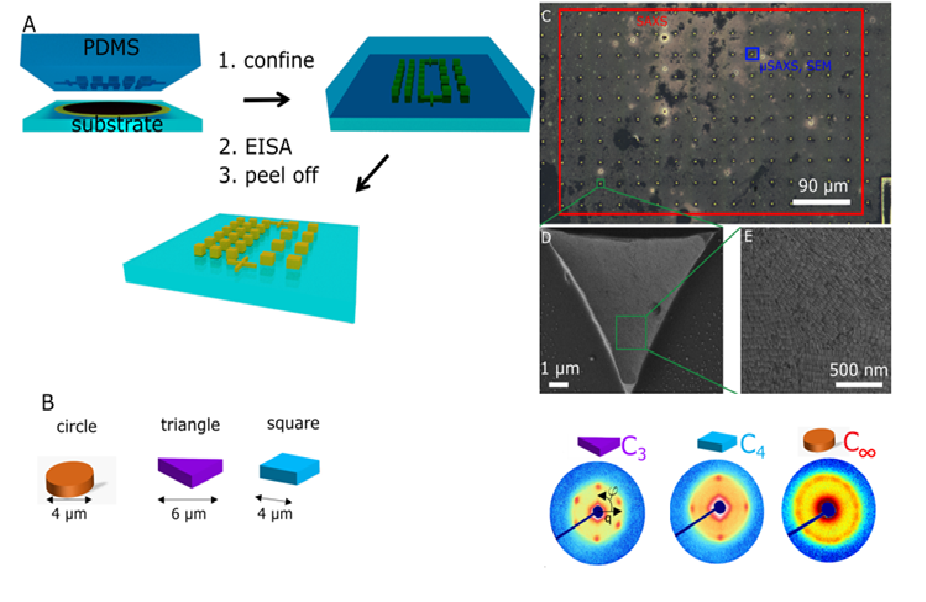 A
PDMS
substrate
1. confine
2. EISA
3. peel off
B
circle
triangle
square
4 μm
6 μm
4 μm
C
SAXS
μSAXS, SEM
90 μm
D
1 μm
E
500 nm
C3
C4
C∞
φ
q